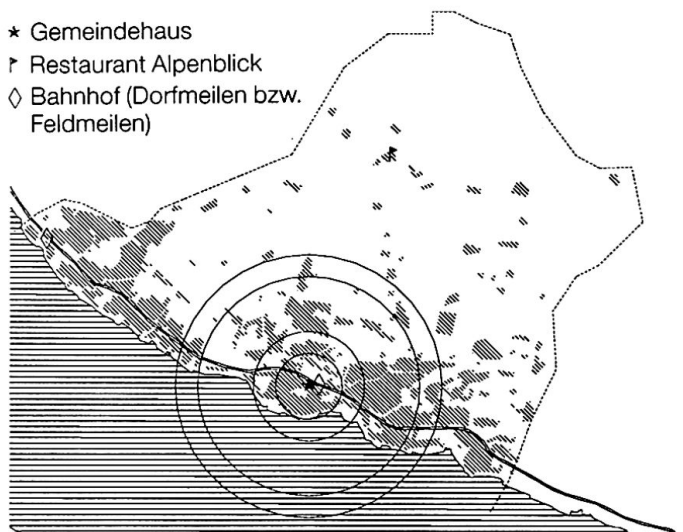 ★ Gemeindehaus
Restaurant Alpenblick
◊ Bahnhof (Dorfmeilen bzw.
Feldmeilen)